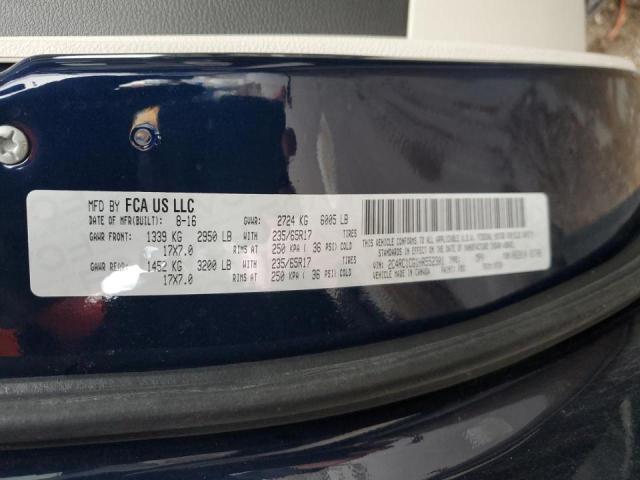 MFD BY FCA US LLC
DATE OF MFR(BUILT): 8-16 GVWR: 2724 KG 6005 LB
GAWR FRONT: 1339 KG 2950 LB WITH 235/65R17 TIRES
17X7.0 RIMS AT 250 KPA ( 36 PSI) COLD
GAWR REAR: 1452 KG 3200 LB WITH 235/65R17 TIRES
17X7.0 RIMS AT 250 KPA ( 36 PSI) COLD
THIS VEHICLE CONFORMS TO ALL APPLICABLE U.S.A. FEDERAL MOTOR VEHICLE SAFETY
STANDARDS IN EFFECT ON THE DATE OF MANUFACTURE SHOWN ABOVE.
VIN: TYPE: MPV
VEHICLE MADE IN CANADA PAINT: